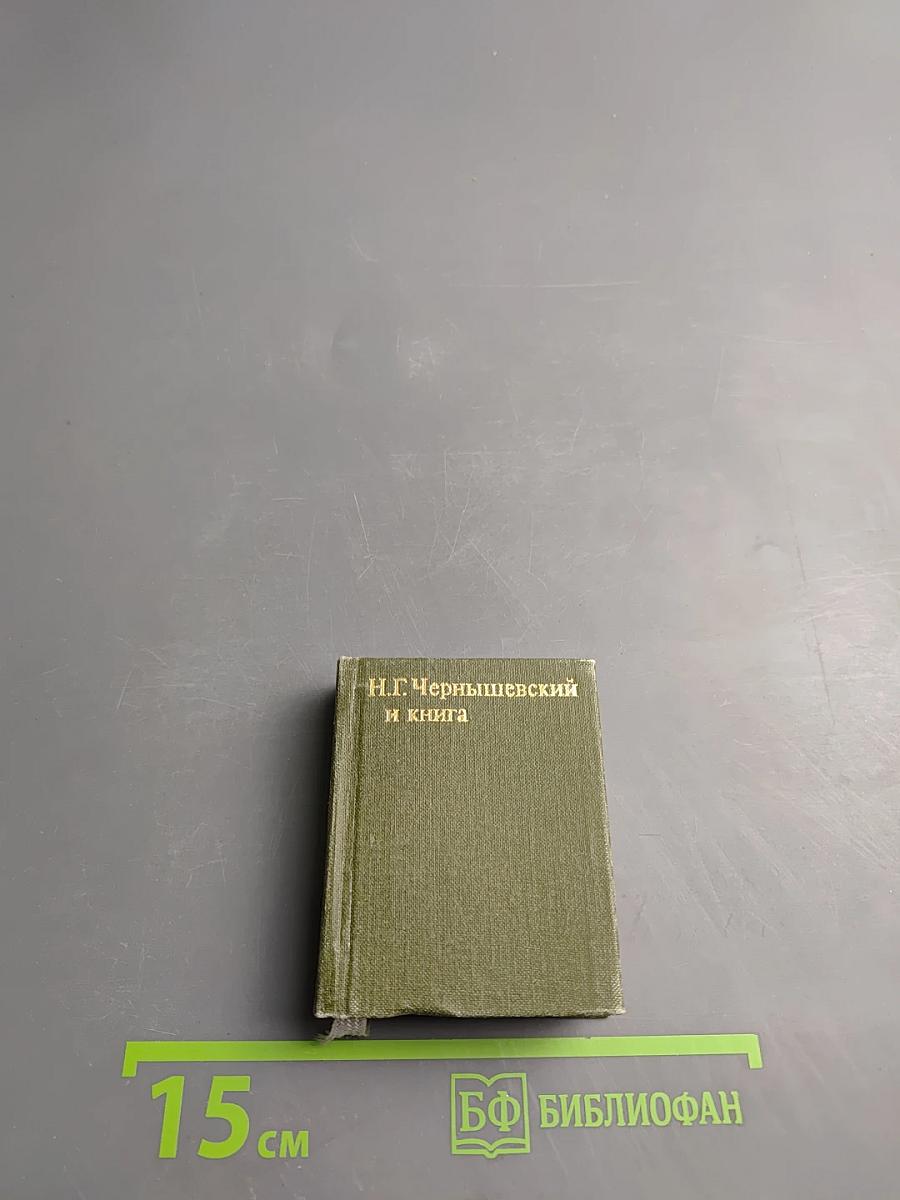 Н.Г. Чернышевский
и книга
15 см
БФ БИБЛИОФАН